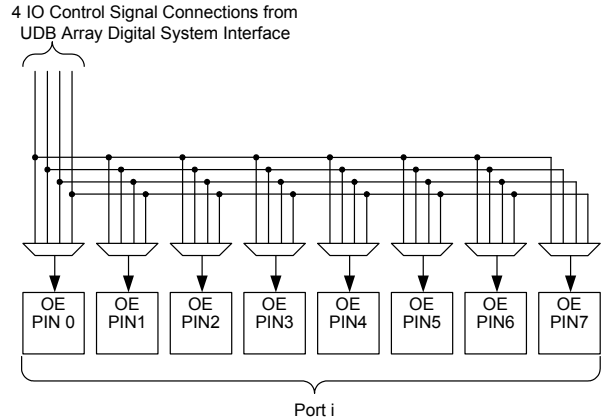 4 IO Control Signal Connections from
UDB Array Digital System Interface
OE
PIN 0
OE
PIN1
OE
PIN2
OE
PIN3
OE
PIN4
OE
PIN5
OE
PIN6
OE
PIN7
Port i